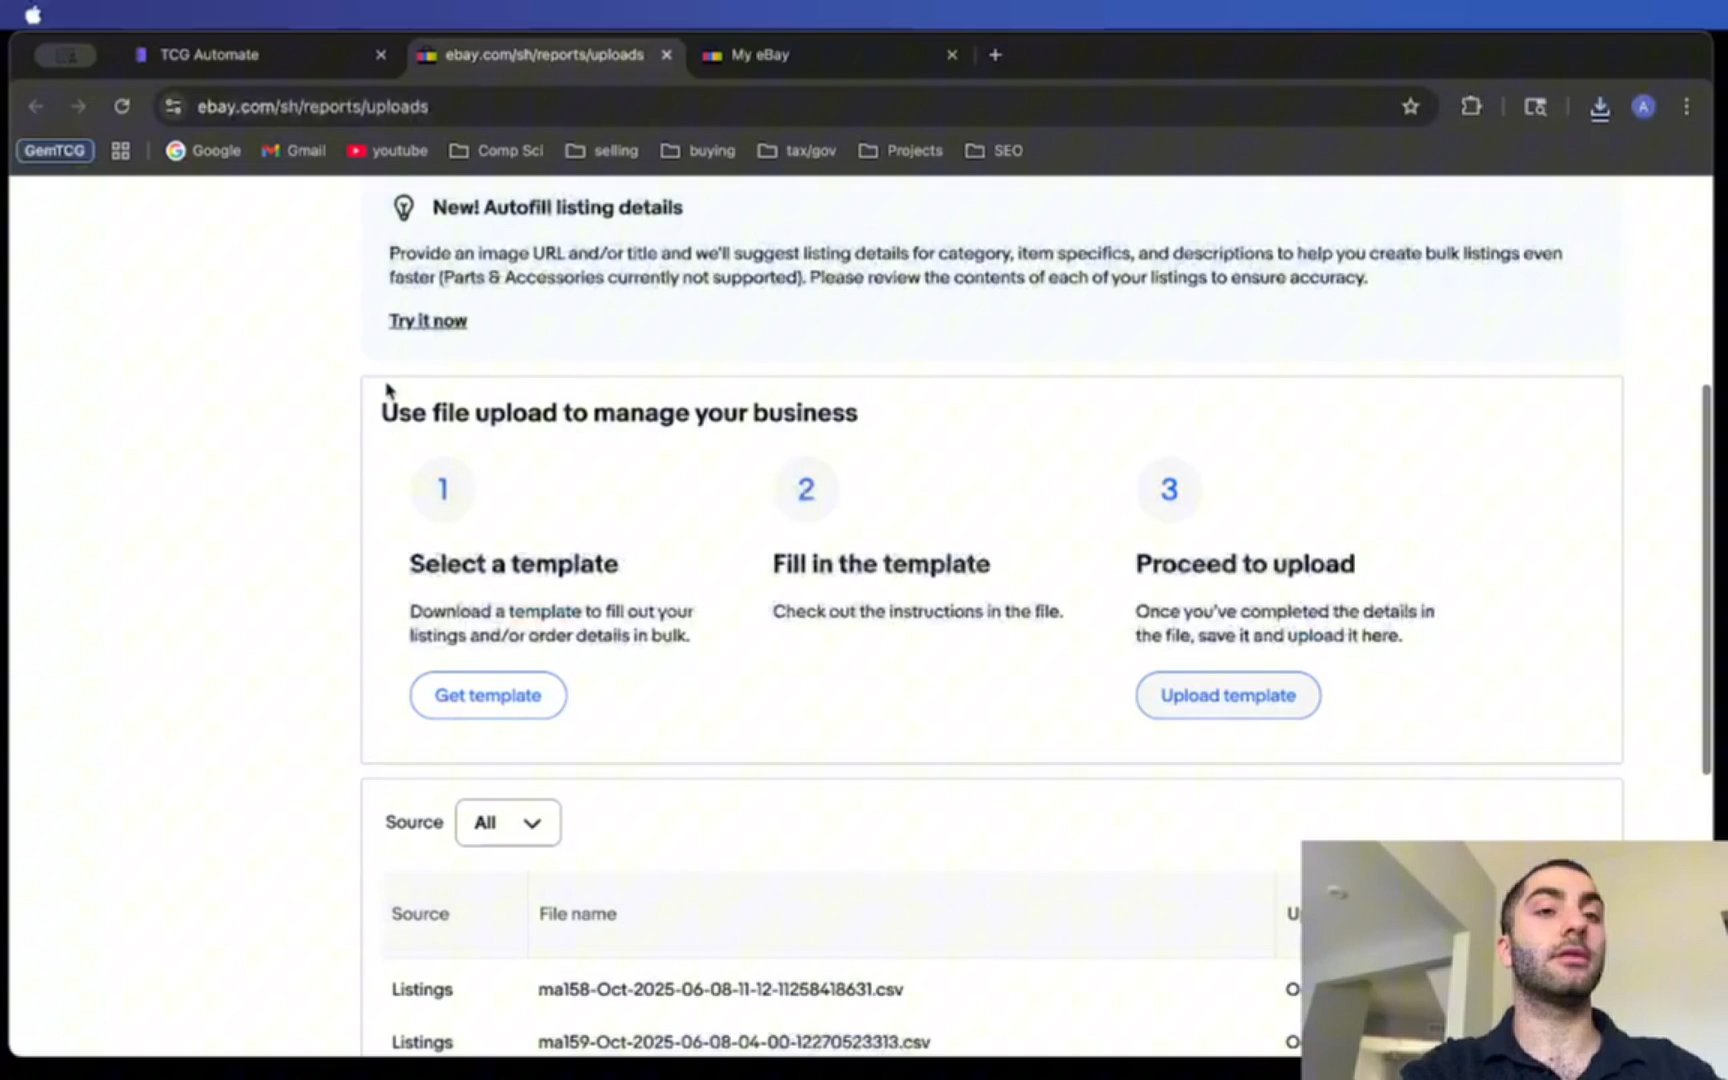 TCG Automate
ebay.com/sh/reports/uploads
My eBay
ebay.com/sh/reports/uploads
A
GemTCG
Google
Gmail
youtube
Comp Sci
selling
buying
tax/gov
Projects
SEO
New! Autofill listing details
Provide an image URL and/or title and we'll suggest listing details for category, item specifics, and descriptions to help you create bulk listings even
faster (Parts & Accessories currently not supported). Please review the contents of each of your listings to ensure accuracy.
Try it now
Use file upload to manage your business
1
2
3
Select a template
Fill in the template
Proceed to upload
Download a template to fill out your
listings and/or order details in bulk.
Check out the instructions in the file.
Once you've completed the details in
the file, save it and upload it here.
Get template
Upload template
Source
All
Source
File name
U
Listings
ma158-Oct-2025-06-08-11-12-11258418631.csv
O
Listings
ma159-Oct-2025-06-08-04-00-12270523313.csv
O